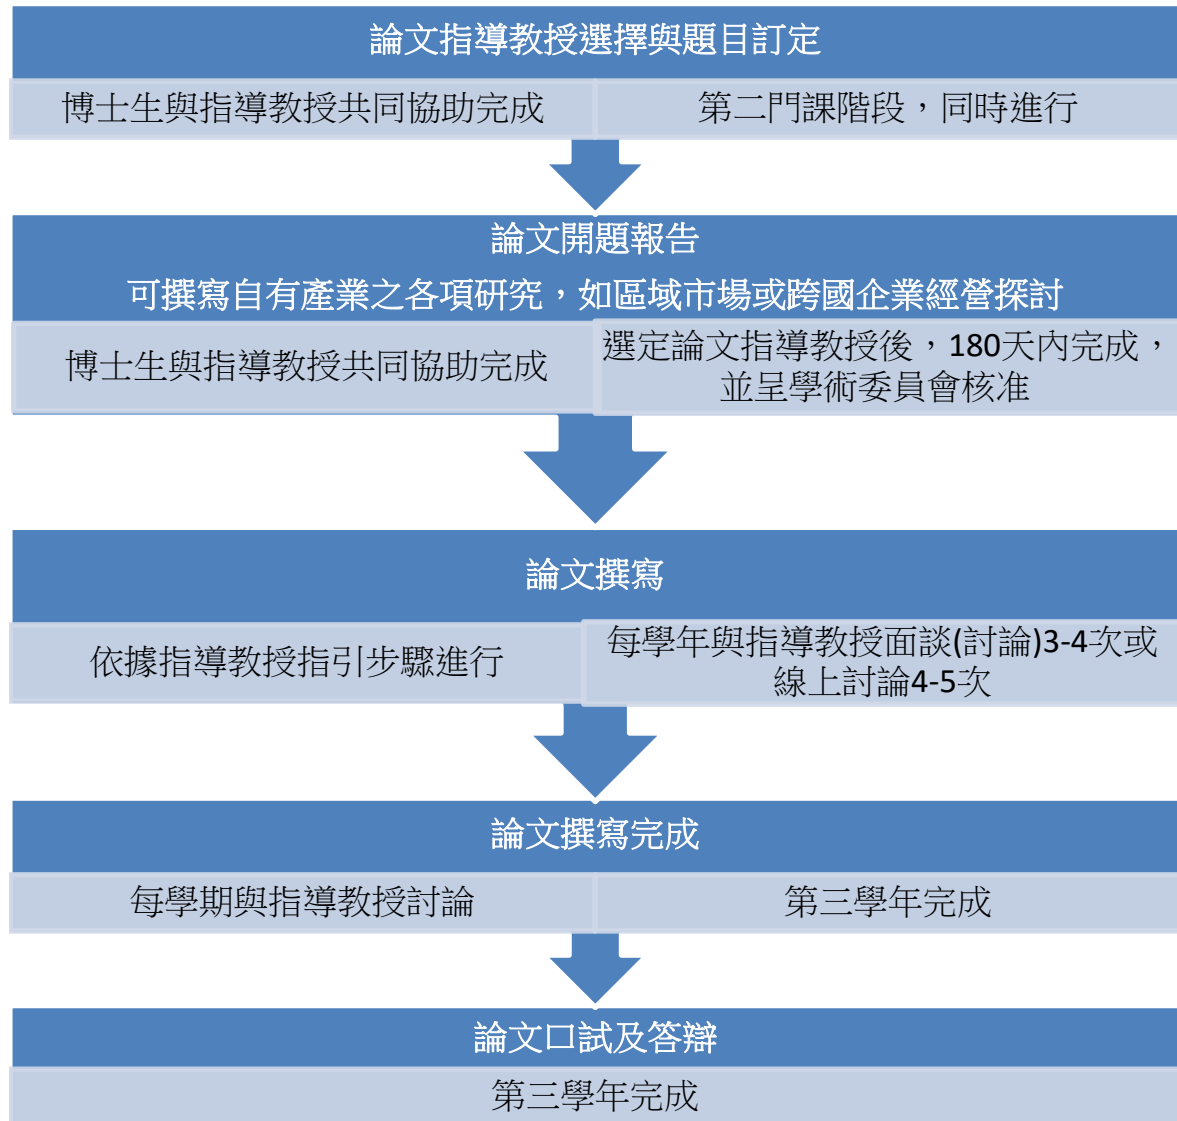 論文指導教授選擇與題目訂定
博士生與指導教授共同協助完成
第二門課階段，同時進行
論文開題報告
可撰寫自有產業之各項研究，如區域市場或跨國企業經營探討
博士生與指導教授共同協助完成
選定論文指導教授後，180天內完成，
並呈學術委員會核准
論文撰寫
依據指導教授指引步驟進行
每學年與指導教授面談(討論)3-4次或
線上討論4-5次
論文撰寫完成
每學期與指導教授討論
第三學年完成
論文口試及答辯
第三學年完成